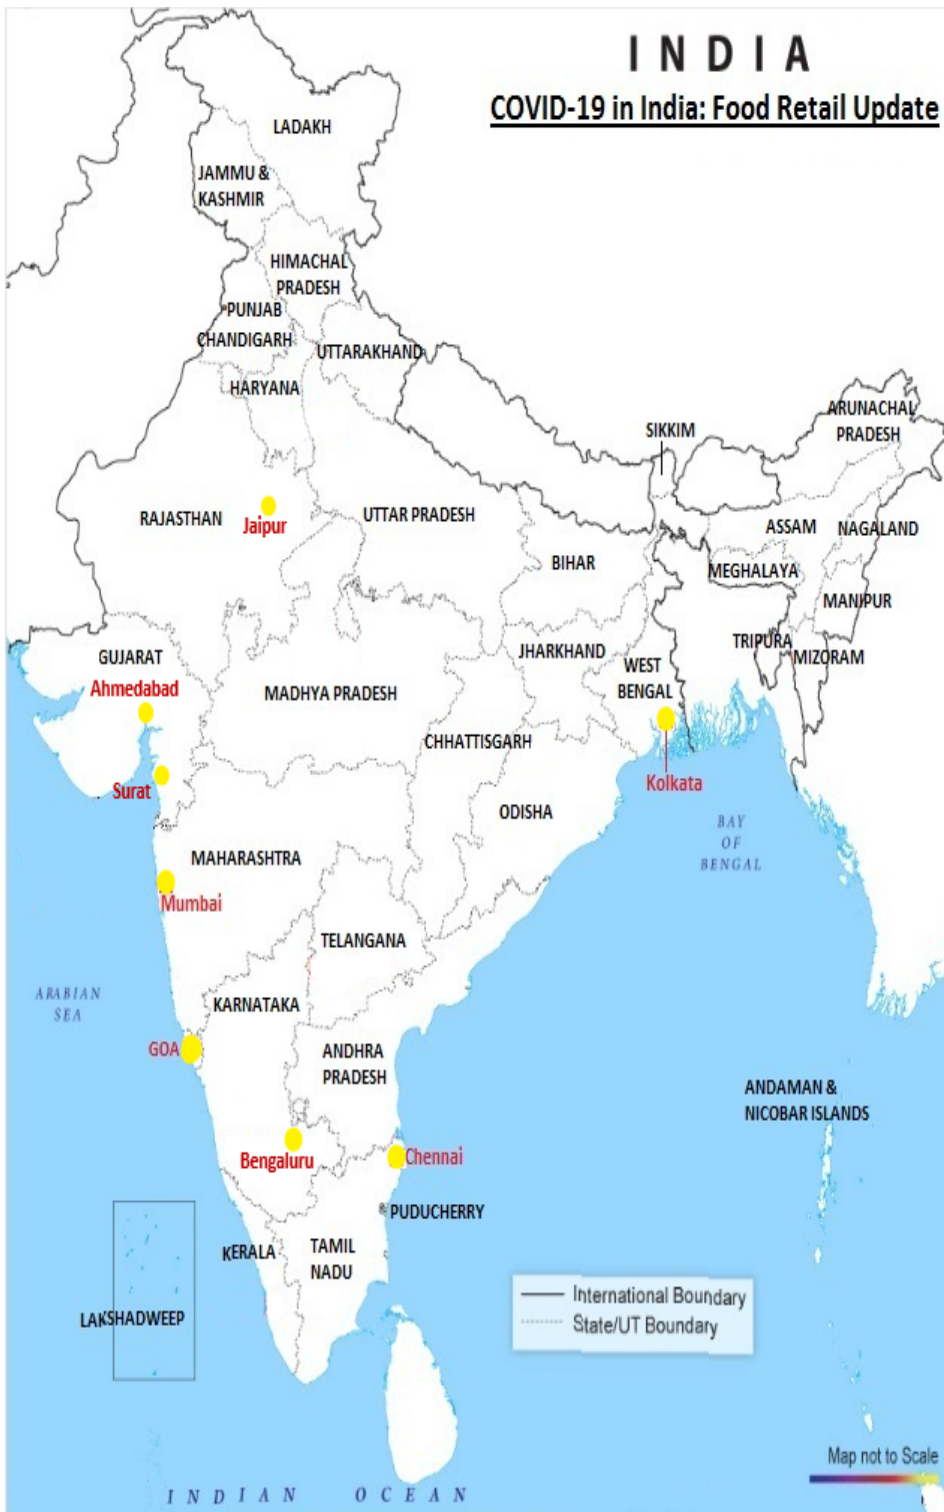 INDIA
COVID-19 in India: Food Retail Update
LADAKH
JAMMU &
KASHMIR
HIMACHAL
PRADESH
PUNJAB
CHANDIGARH
UTTARAKHAND
HARYANA
ARUNACHAL
PRADESH
SIKKIM
RAJASTHAN
Jaipur
UTTAR PRADESH
ASSAM
NAGALAND
BIHAR
MEGHALAYA
MANIPUR
TRIPURA
MIZORAM
GUJARAT
JHARKHAND
WEST
BENGAL
Ahmedabad
MADHYA PRADESH
CHHATTISGARH
Surat
Kolkata
ODISHA
BAY
OF
BENGAL
MAHARASHTRA
Mumbai
TELANGANA
ARABIAN
SEA
KARNATAKA
GOA
ANDHRA
PRADESH
ANDAMAN &
NICOBAR ISLANDS
Bengaluru
Chennai
PUDUCHERRY
KERALA
TAMIL
NADU
LAKSHADWEEP
International Boundary
State/UT Boundary
Map not to Scale
INDIAN OCEAN